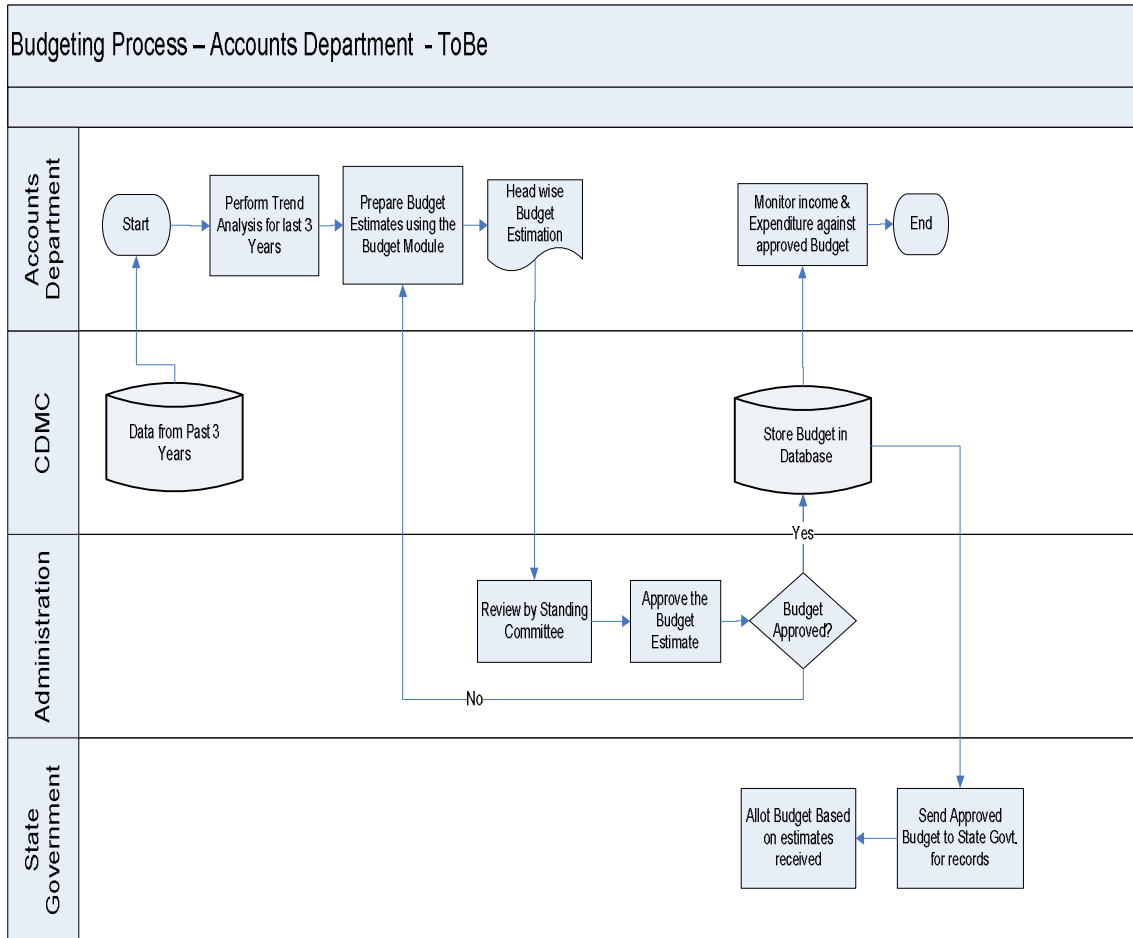 Budgeting Process – Accounts Department - ToBe
Accounts
Department
Start
Perform Trend
Analysis for last 3
Years
Prepare Budget
Estimates using the
Budget Module
Head wise
Budget
Estimation
Monitor income &
Expenditure against
approved Budget
End
CDMC
Data from Past 3
Years
Store Budget in
Database
Yes
Administration
Review by Standing
Committee
Approve the
Budget
Estimate
Budget
Approved?
No
State
Government
Allot Budget Based
on estimates
received
Send Approved
Budget to State Govt.
for records